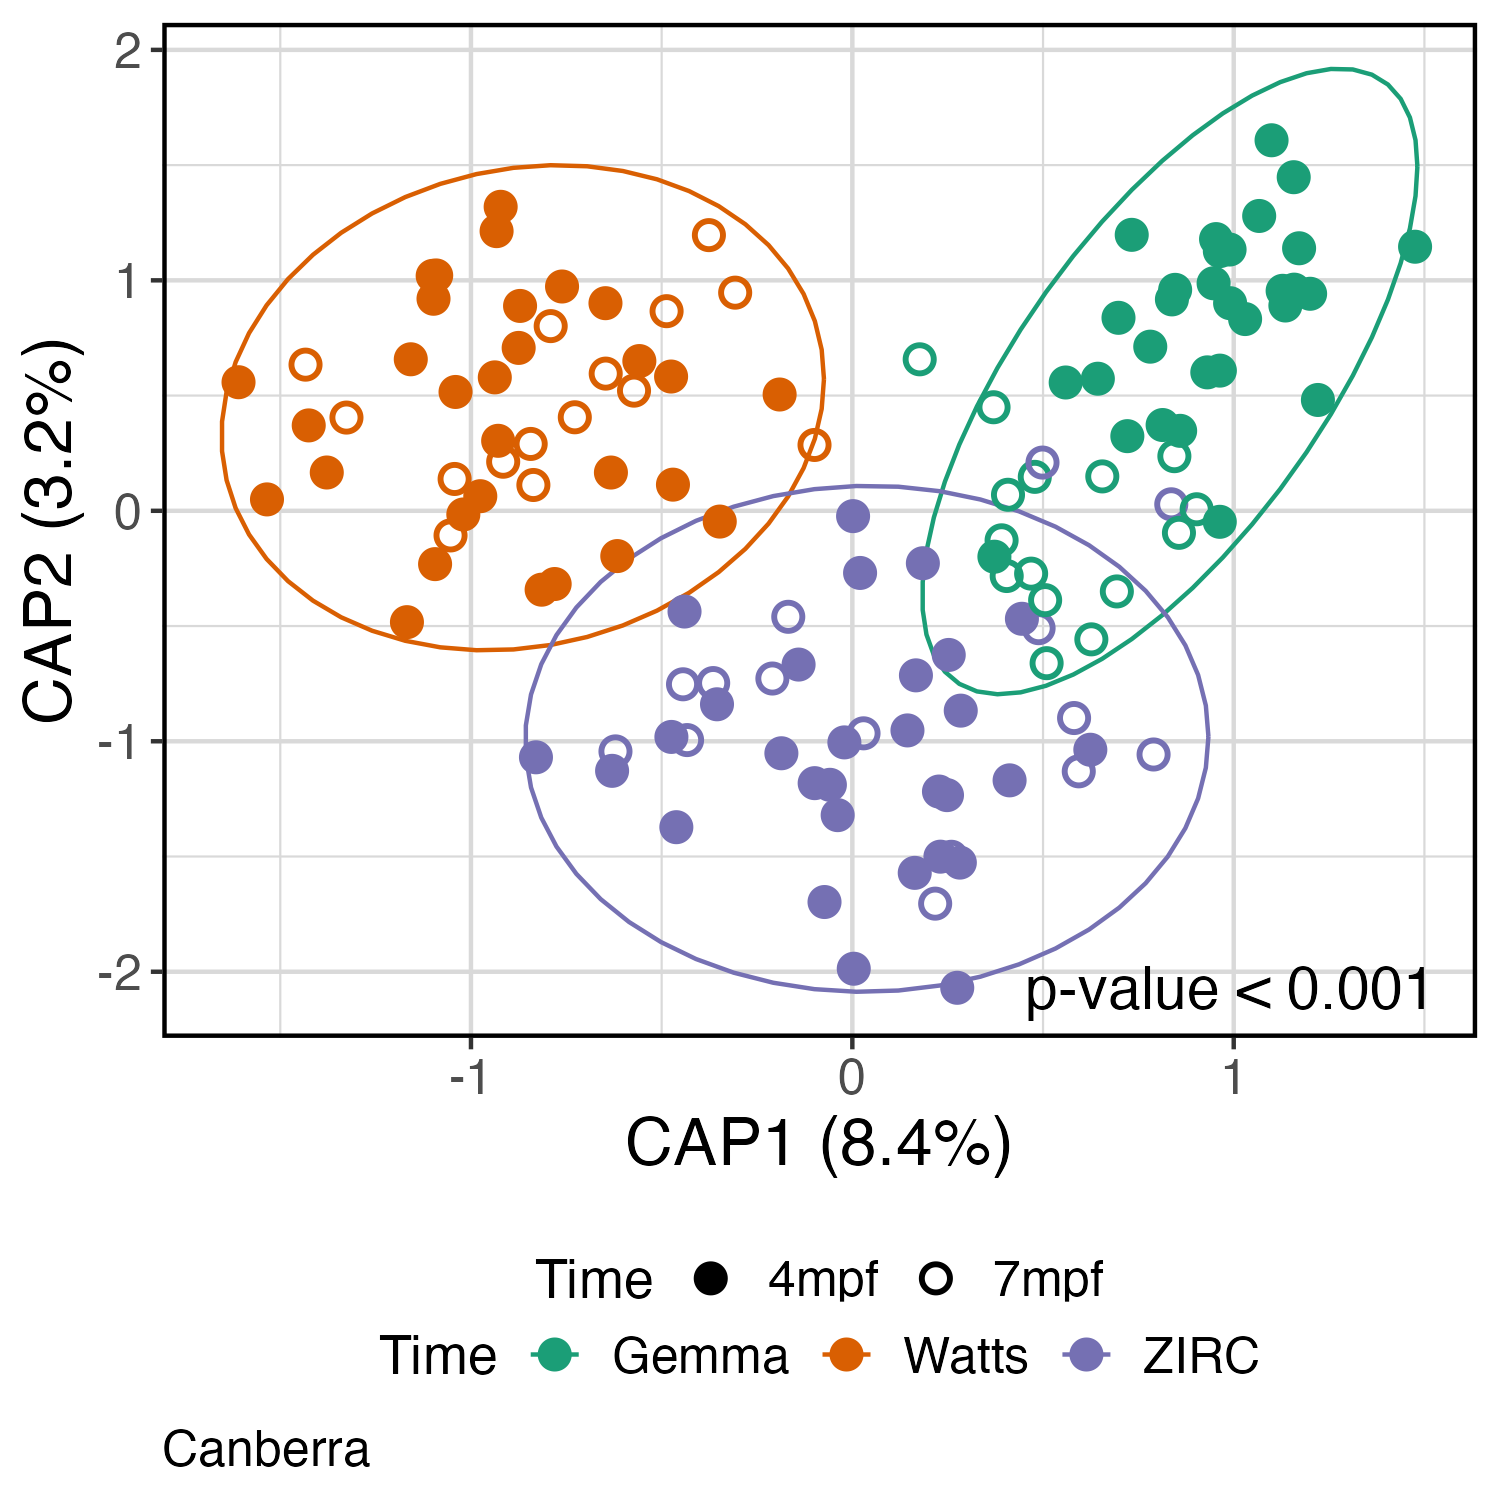 2
1
0
-1
-2
CAP2 (3.2%)
p-value < 0.001
-1 0 1
CAP1 (8.4%)
Time 4mpf 7mpf
Time Gemma Watts ZIRC
Canberra